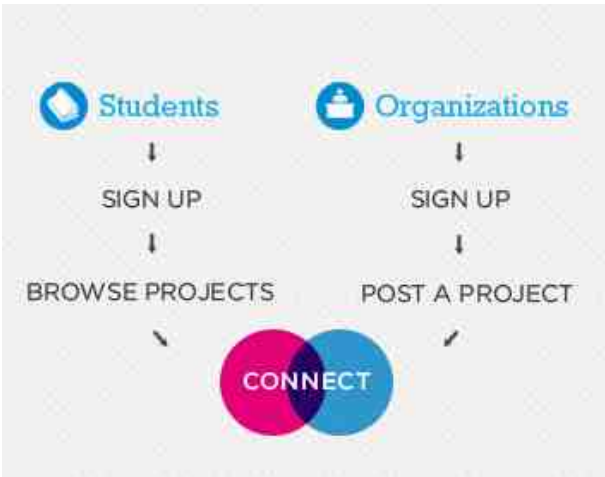 Students
Organizations
SIGN UP
SIGN UP
BROWSE PROJECTS
POST A PROJECT
CONNECT